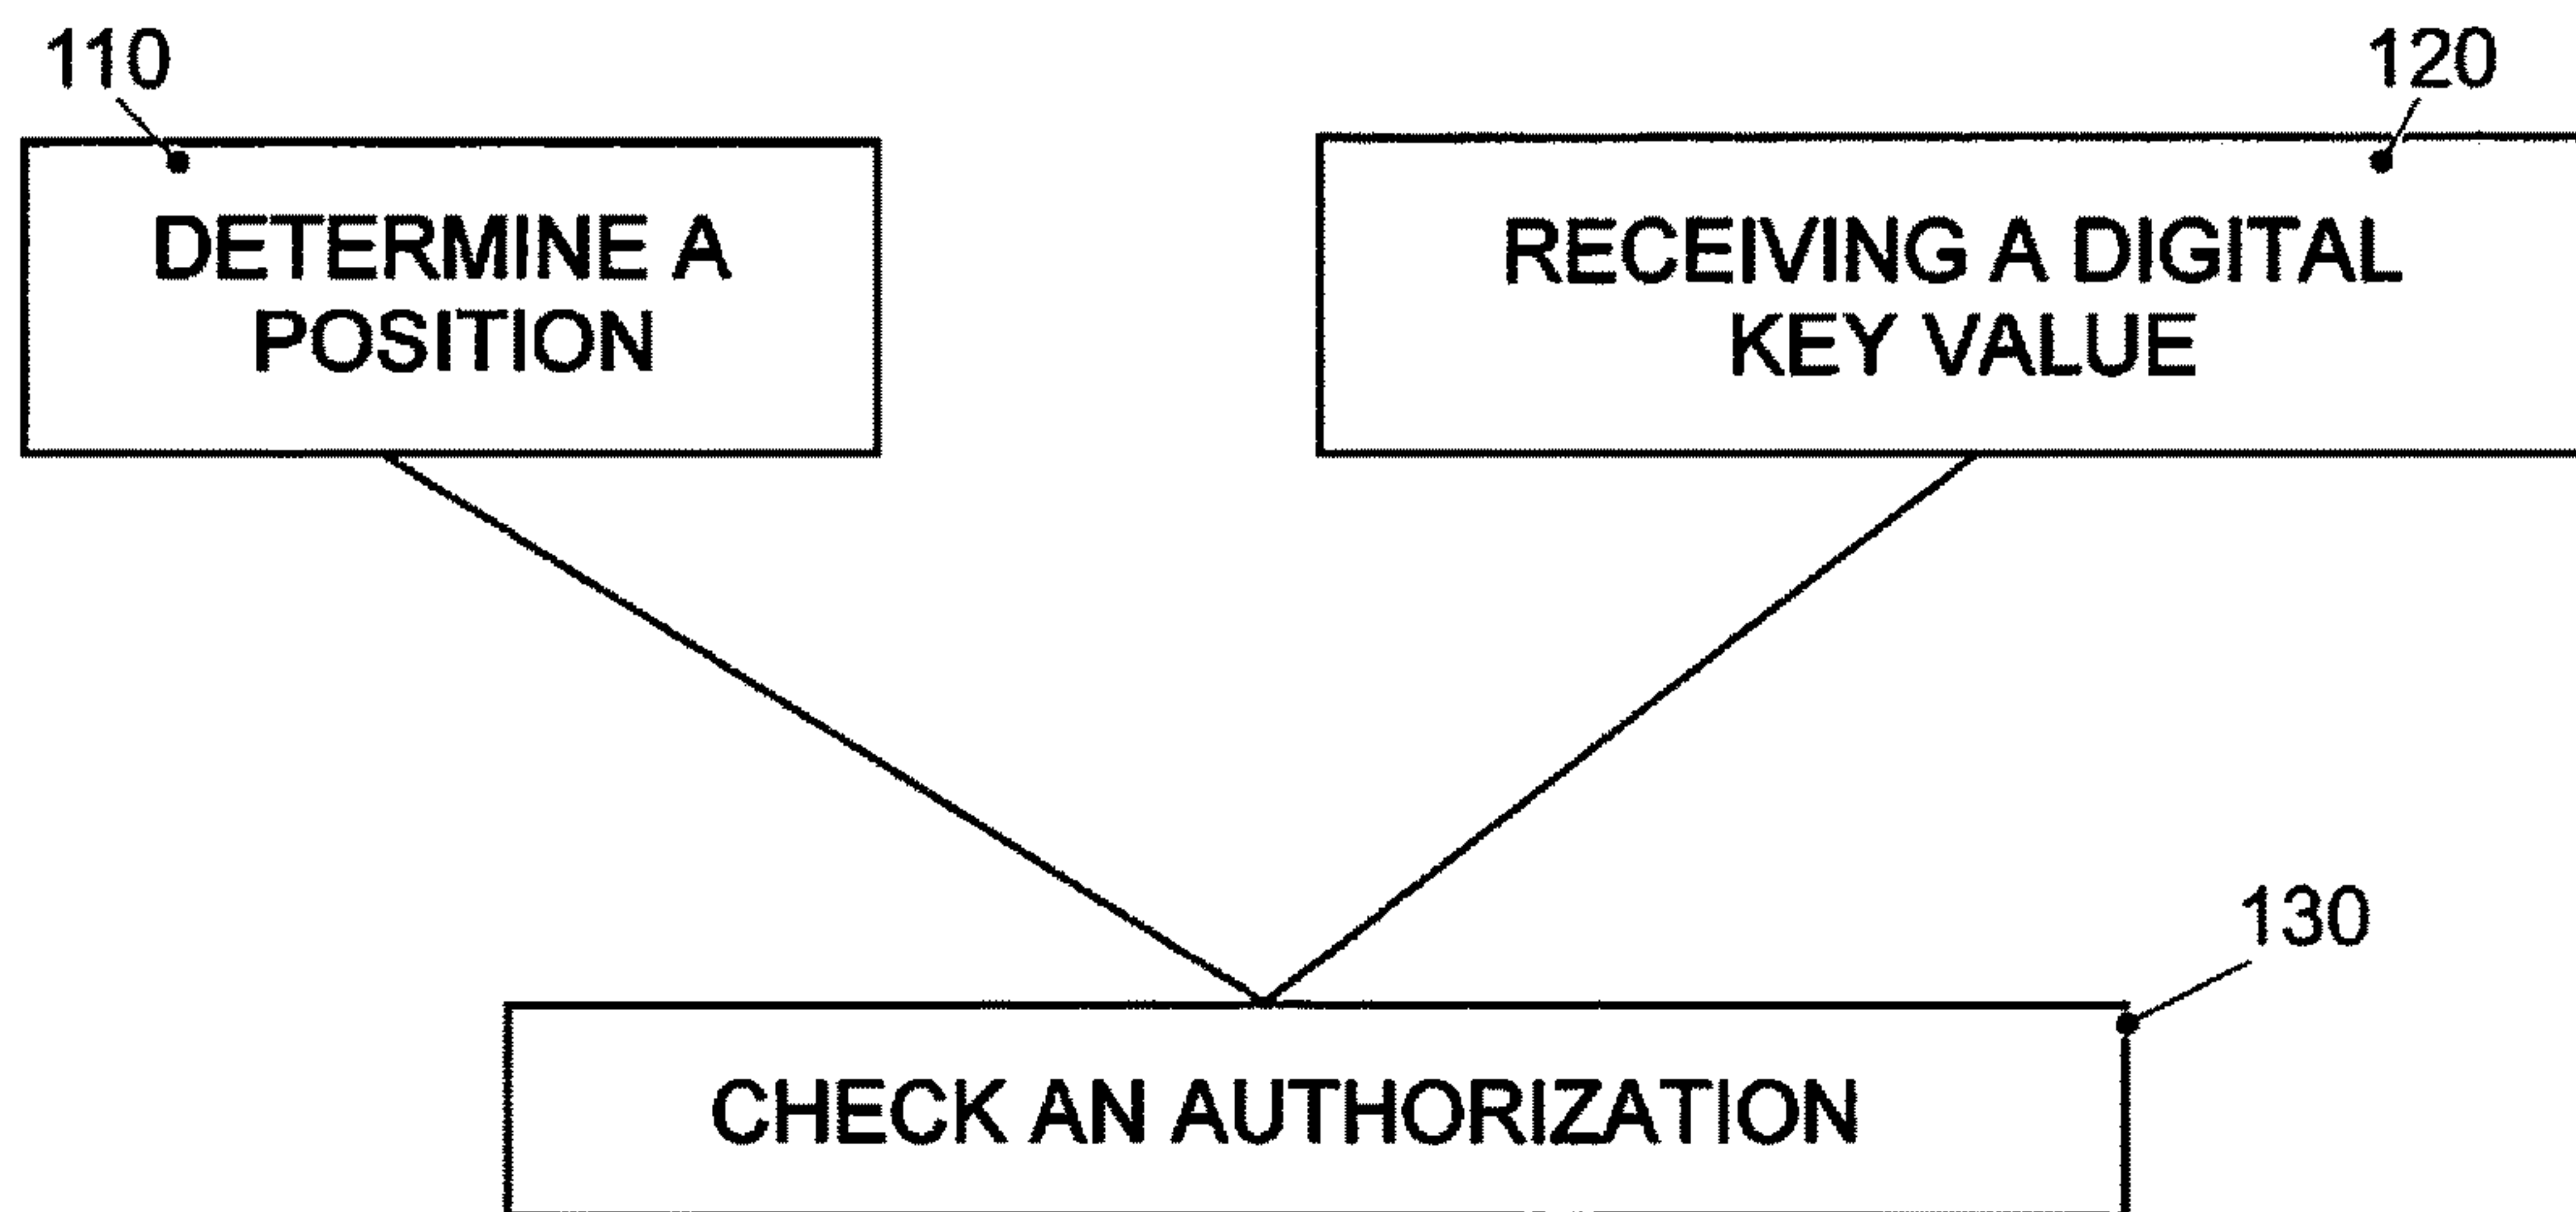 110
120
DETERMINE A
POSITION
RECEIVING A DIGITAL
KEY VALUE
130
CHECK AN AUTHORIZATION